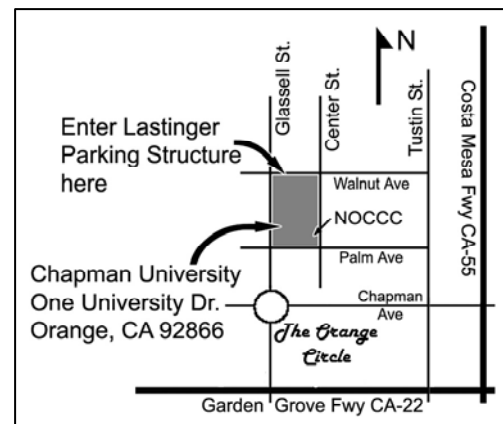 N
Glassell St.
Center St.
Tustin St.
Costa Mesa Fwy CA-55
Enter Lastinger
Parking Structure
here
Walnut Ave
NOCCC
Palm Ave
Chapman University
One University Dr.
Orange, CA 92866
Chapman
Ave
The Orange
Circle
Garden Grove Fwy CA-22